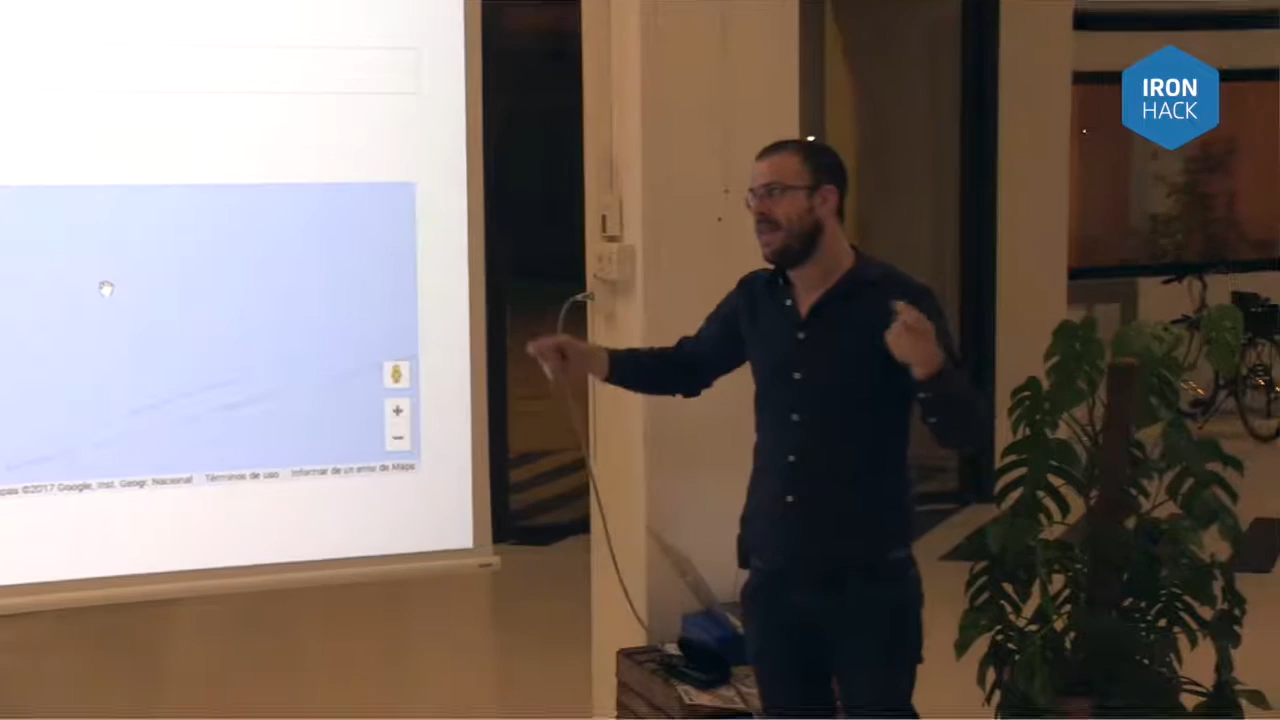 IRON
HACK
©2017 Google, Inst. Geogr. Nacional Términos de uso Informar de un error de Maps